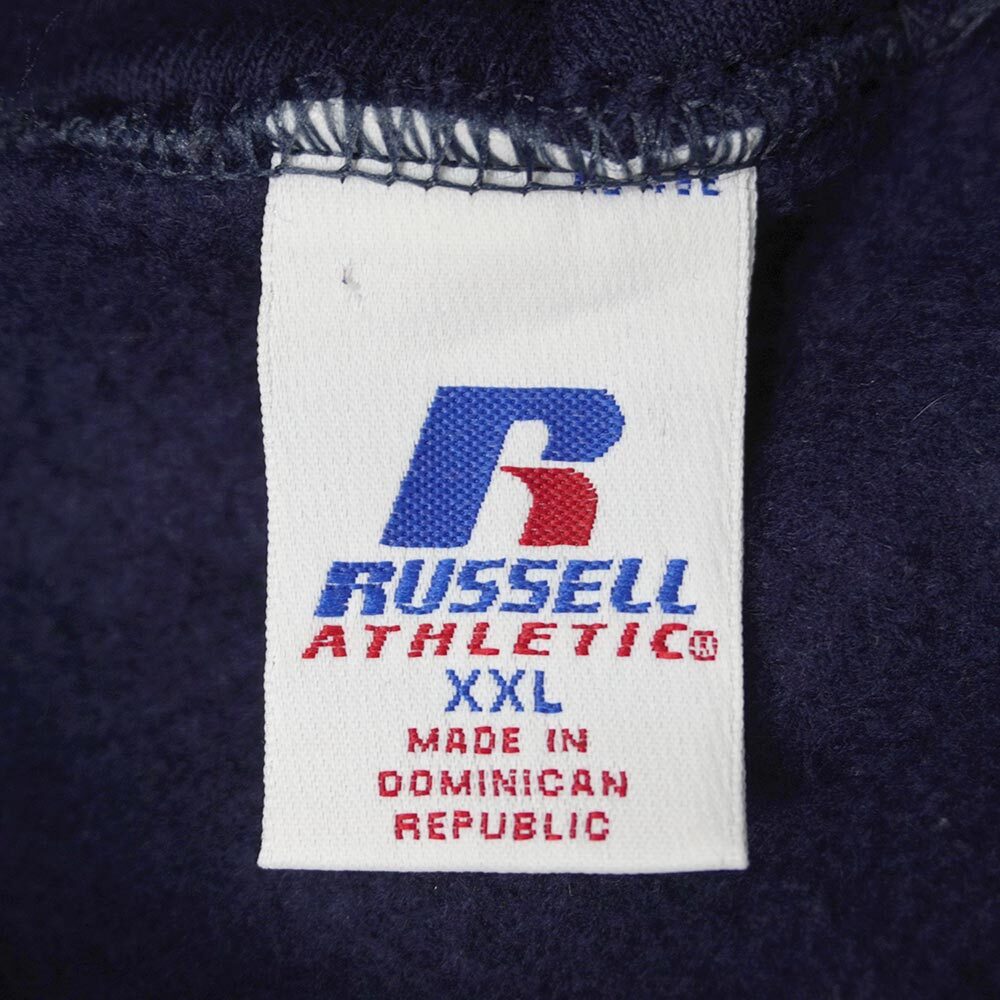 RUSSELL
ATHLETIC®
XXL
MADE IN
DOMINICAN
REPUBLIC